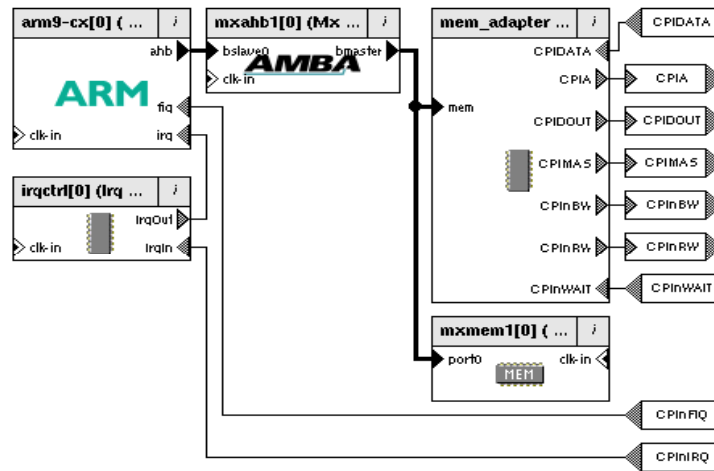 arm9-cx[0] ( ... i
ahb
ARM
fiq
clk-in
irq
mxahb1[0] (Mx ... i
bslave0 bmaster
AMBA
clk-in
mem_adapter i
CPIDATA
CPIA
mem
CPIDOUT
CPIMAS
CPInBW
CPInRW
CPInWAIT
CPIDATA
CPIA
CPIDOUT
CPIMAS
CPInBW
CPInRW
CPInWAIT
irqctrl[0] (Irq ... i
IrqOut
clk-in
IrqIn
mxmem1[0] ( ... i
port0 clk-in
MEM
CPInFIQ
CPInIRQ